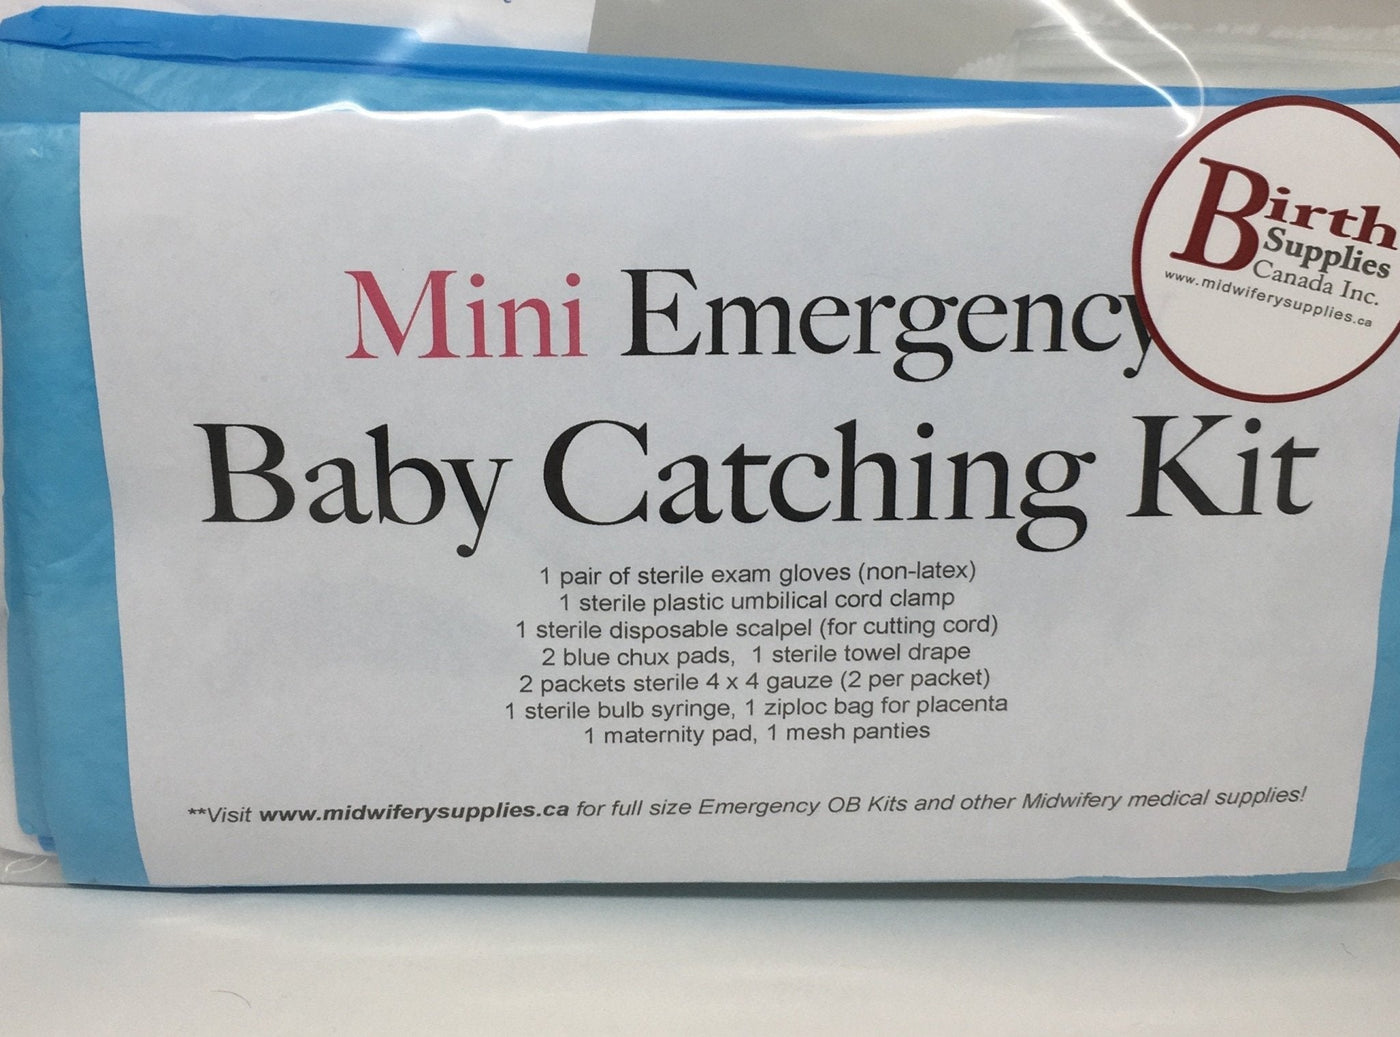 Birth
Supplies
Canada Inc.
www.midwiferysupplies.ca
Mini Emergency
Baby Catching Kit
1 pair of sterile exam gloves (non-latex)
1 sterile plastic umbilical cord clamp
1 sterile disposable scalpel (for cutting cord)
2 blue chux pads,  1 sterile towel drape
2 packets sterile 4 x 4 gauze (2 per packet)
1 sterile bulb syringe, 1 ziploc bag for placenta
1 maternity pad, 1 mesh panties
**Visit www.midwiferysupplies.ca for full size Emergency OB Kits and other Midwifery medical supplies!